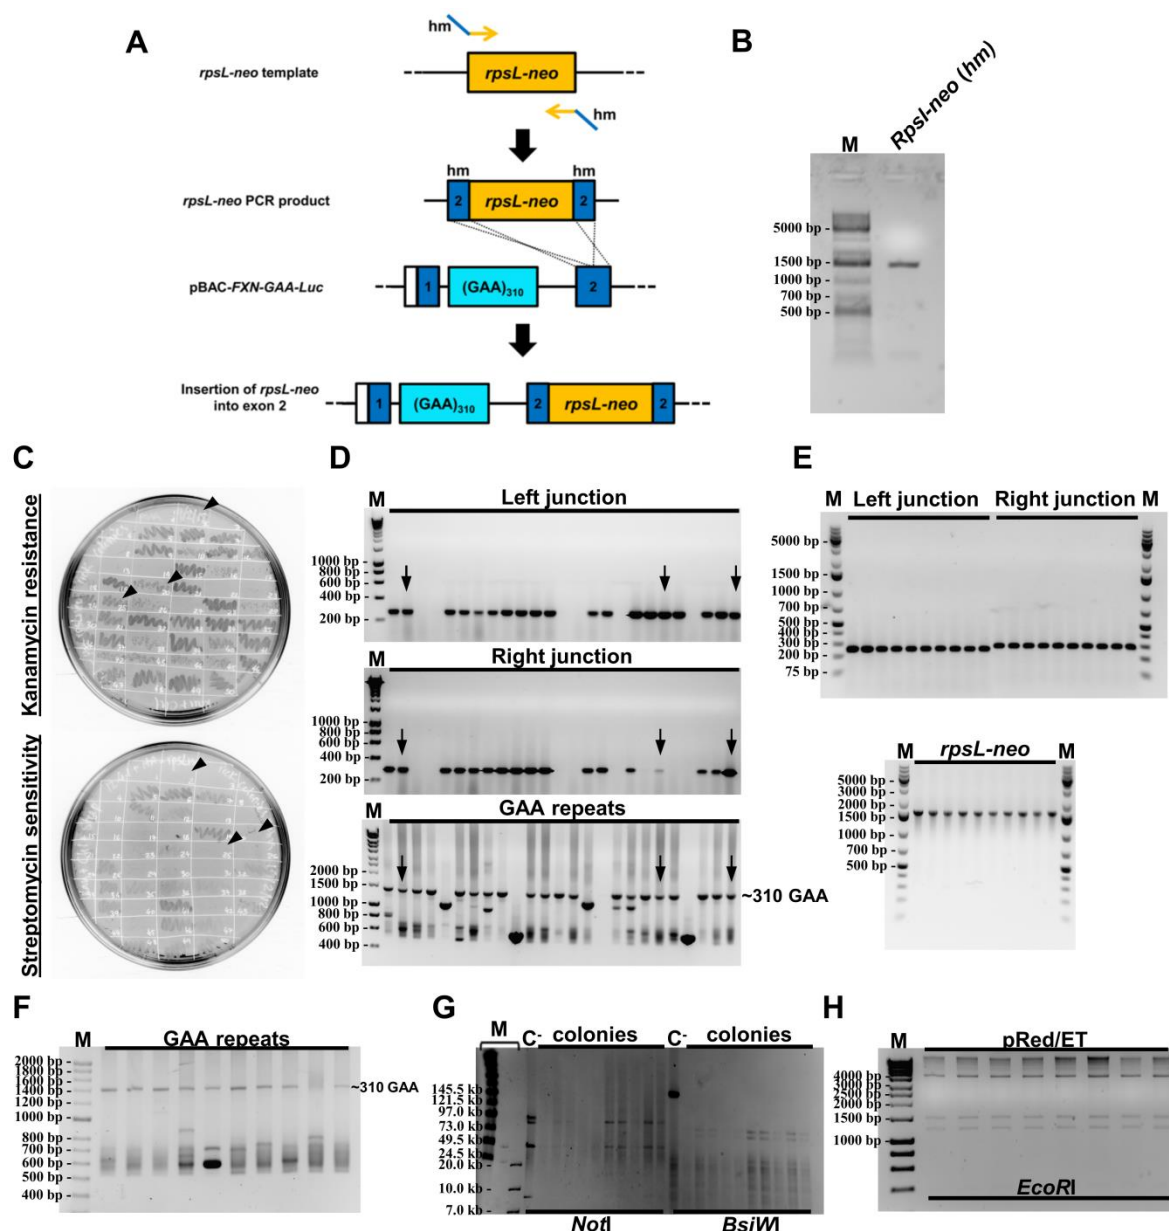 A
hm
rpsL-neo template
rpsL-neo
hm
hm
hm
rpsL-neo PCR product
2
rpsL-neo
2
pBAC-FXN-GAA-Luc
1
(GAA)310
2
Insertion of rpsL-neo
into exon 2
1
(GAA)310
2
rpsL-neo
2
B
M
Rpsl-neo (hm)
5000 bp -
1500 bp -
1000 bp -
700 bp -
500 bp -
C
Kanamycin resistance
Streptomycin sensitivity
D
M
Left junction
1000 bp -
800 bp -
600 bp -
400 bp -
200 bp -
M
Right junction
1000 bp -
800 bp -
600 bp -
400 bp -
200 bp -
M
GAA repeats
2000 bp -
1500 bp -
1000 bp -
800 bp -
600 bp -
400 bp -
~310 GAA
E
M
Left junction
Right junction
M
5000 bp -
1500 bp -
1000 bp -
700 bp -
500 bp -
400 bp -
300 bp -
200 bp -
75 bp -
M
rpsL-neo
M
5000 bp -
3000 bp -
2000 bp -
1500 bp -
1000 bp -
500 bp -
F
M
GAA repeats
2000 bp -
1800 bp -
1600 bp -
1400 bp -
1200 bp -
1000 bp -
800 bp -
700 bp -
600 bp -
500 bp -
400 bp -
~310 GAA
G
M
C-
colonies
C-
colonies
145.5 kb -
121.5 kb -
97.0 kb -
73.0 kb -
49.5 kb -
24.5 kb -
20.0 kb -
10.0 kb -
7.0 kb -
NotI
BsiWI
H
M
pRed/ET
4000 bp -
3000 bp -
2500 bp -
2000 bp -
1500 bp -
1000 bp -
EcoRI